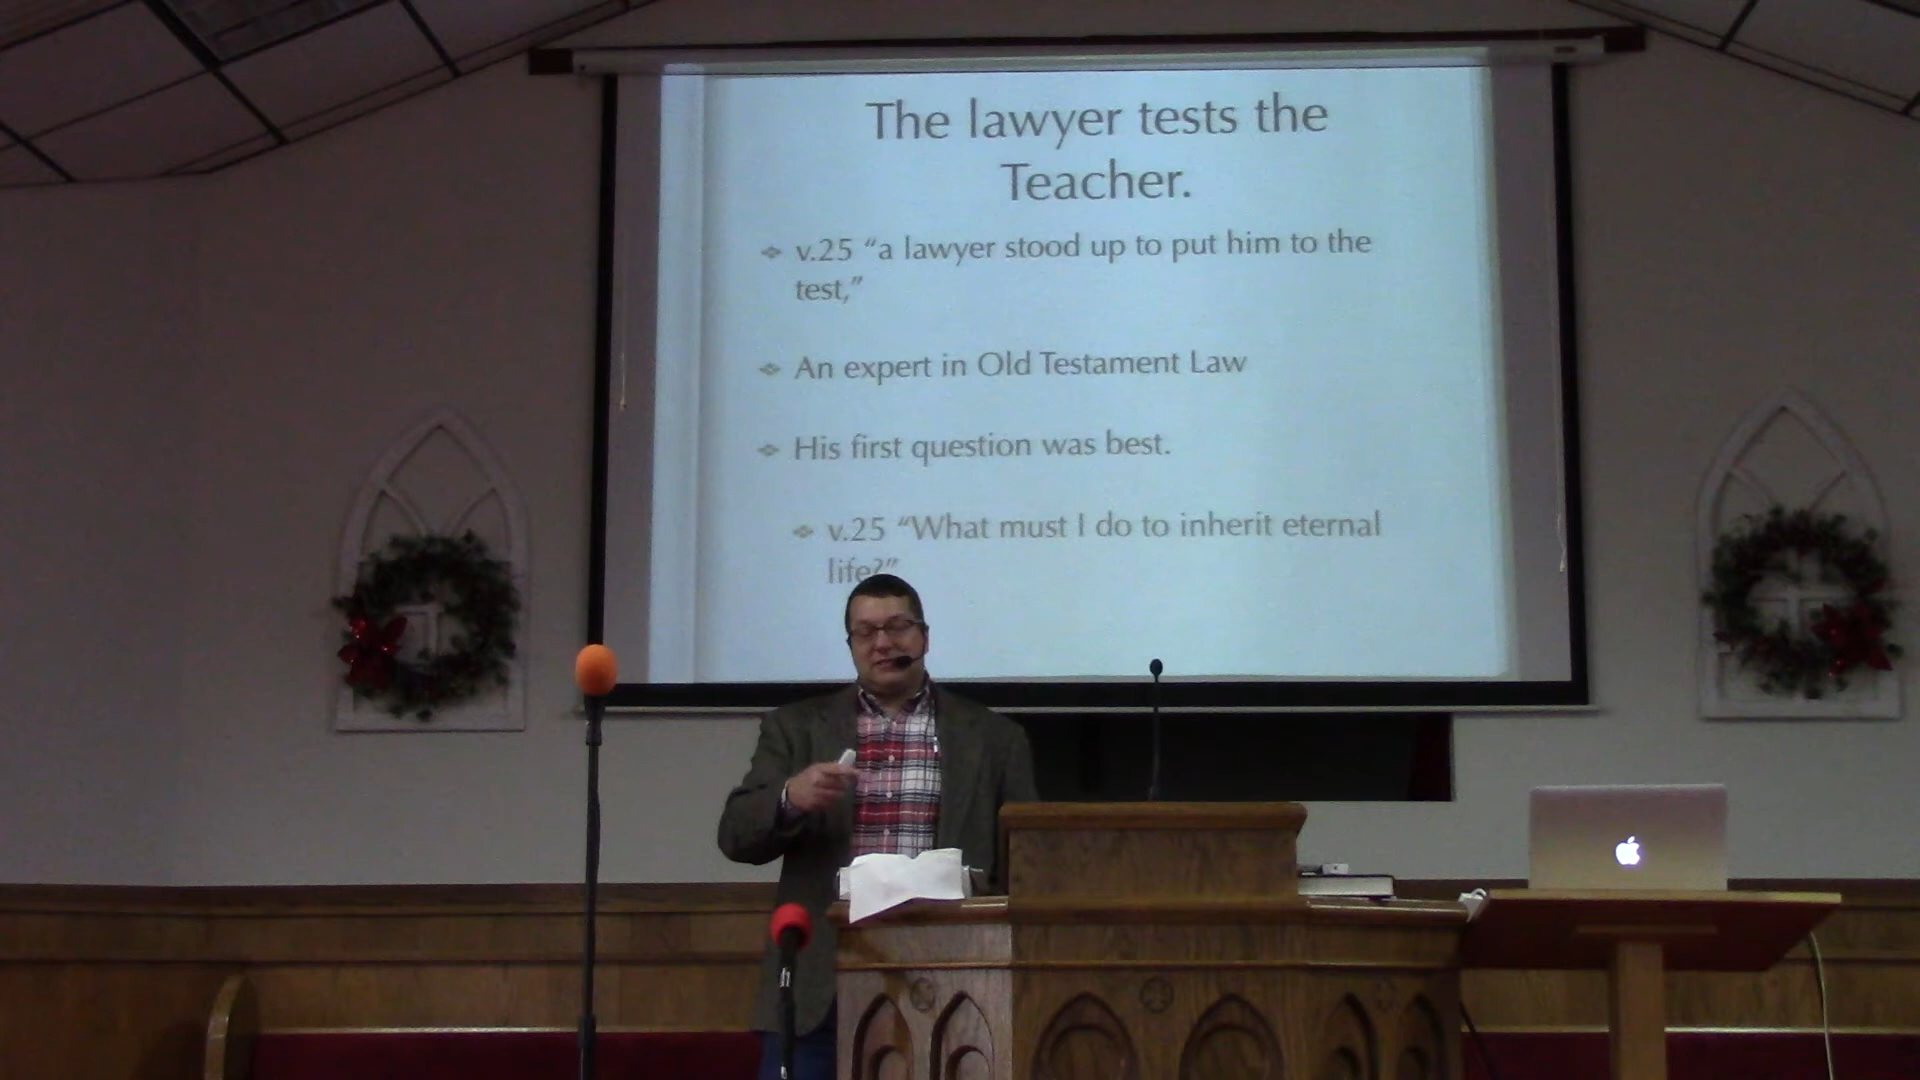 The lawyer tests the
Teacher.
v.25 “a lawyer stood up to put him to the
test,”
An expert in Old Testament Law
His first question was best.
v.25 “What must I do to inherit eternal
life?”